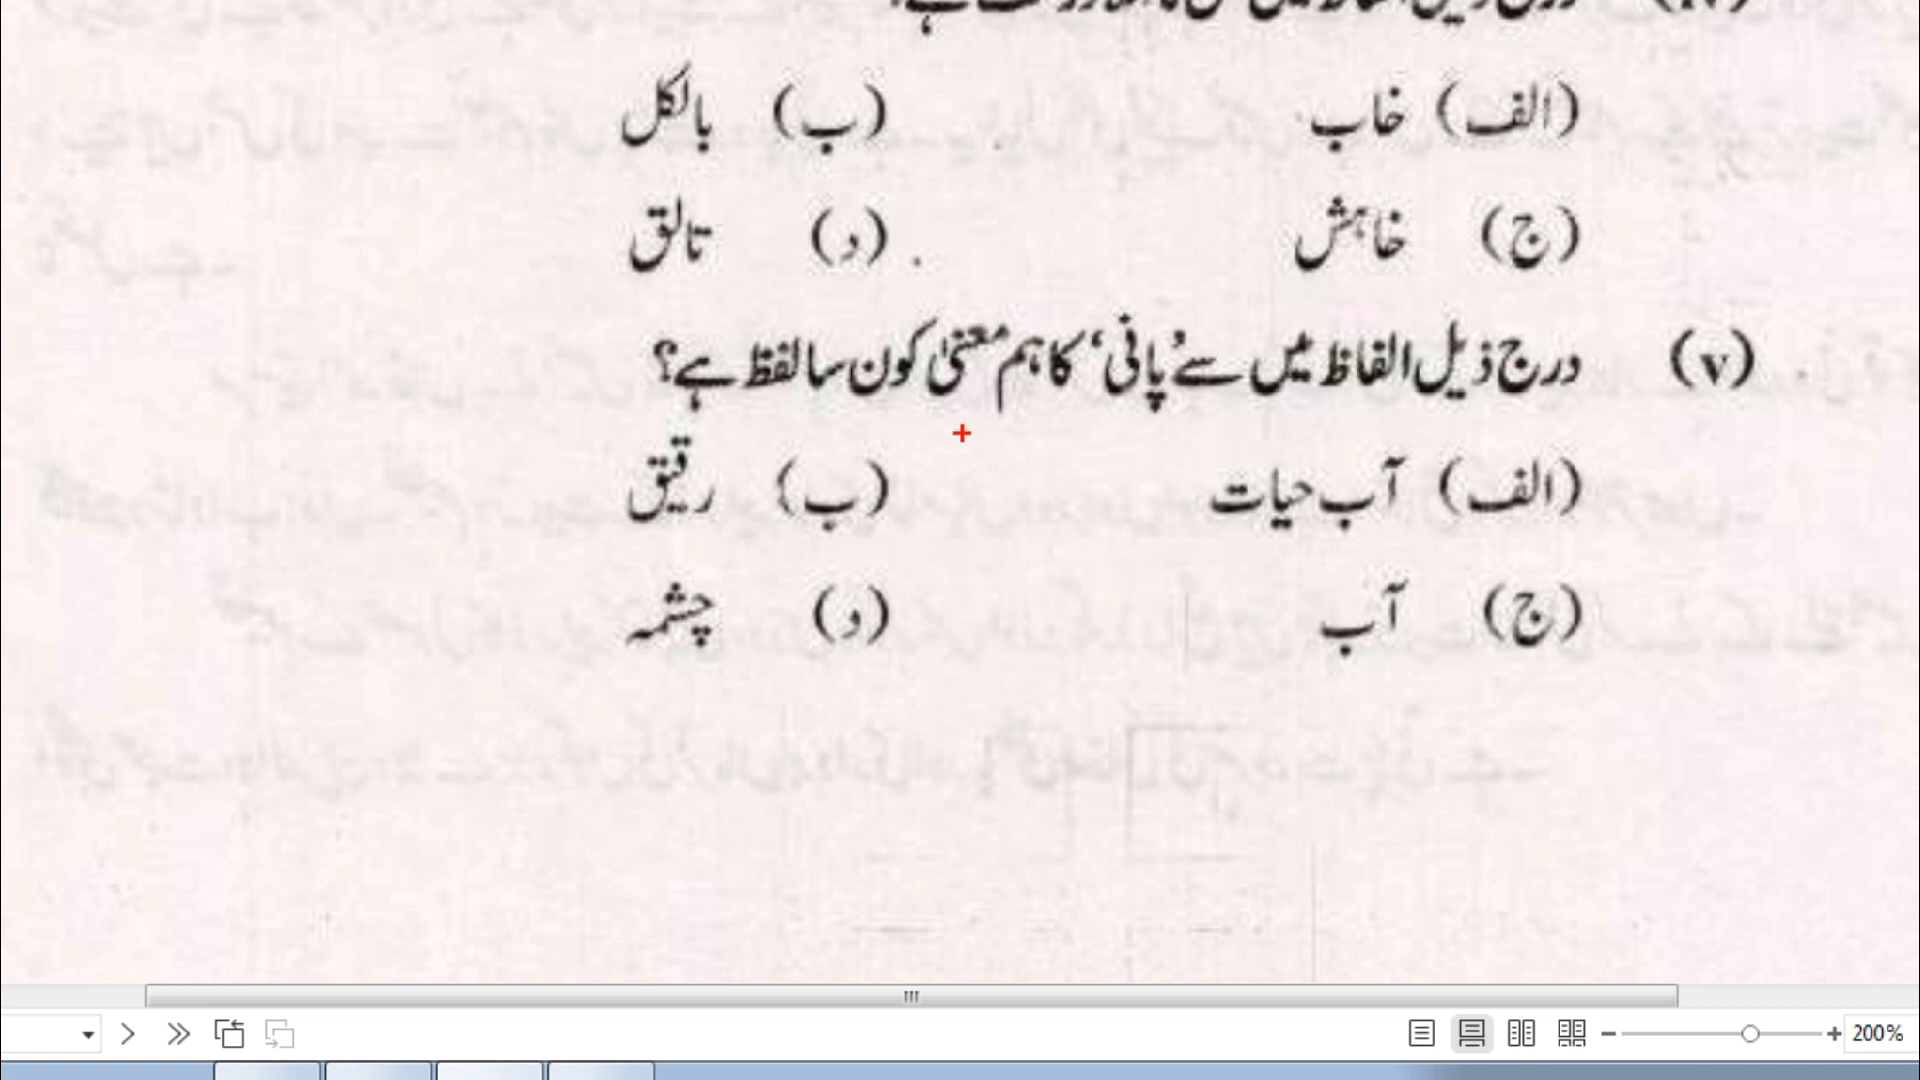 (الف) خاب (ب) بالکل
(ج) خاہش (د) تالق
(v) درج ذیل الفاظ میں سے 'پانی' کا ہم معنیٰ کون سا لفظ ہے؟
(الف) آب حیات (ب) رقیق
(ج) آب (د) چشمہ
200%